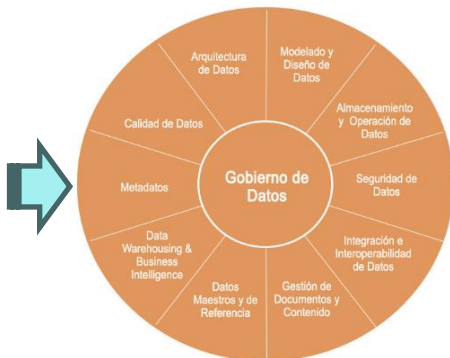 Arquitectura
de Datos
Modelado y
Diseño de
Datos
Almacenamiento
y Operación de
Datos
Seguridad de
Datos
Integración e
Interoperabilidad
de Datos
Gestión de
Documentos y
Contenido
Datos
Maestros y de
Referencia
Data
Warehousing &
Business
Intelligence
Metadatos
Calidad de Datos
Gobierno de
Datos